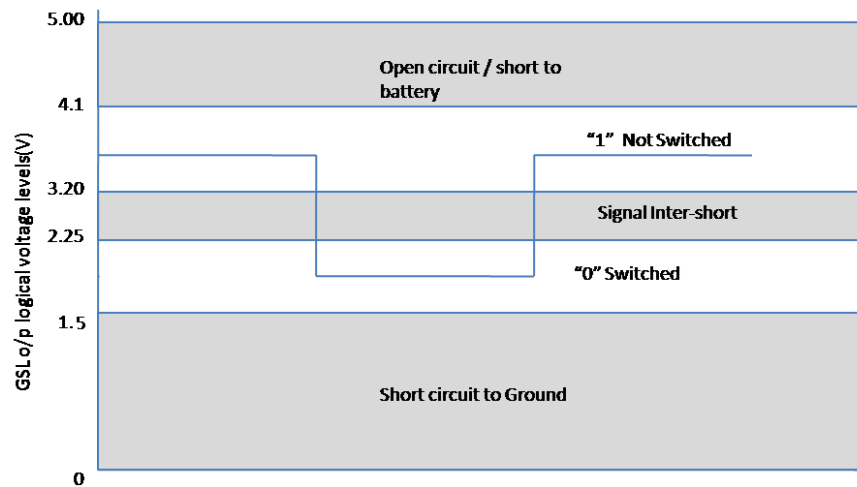 5.00
Open circuit / short to
battery
4.1
“1” Not Switched
3.20
Signal Inter-short
2.25
“0” Switched
1.5
Short circuit to Ground
0
GSL o/p logical voltage levels(V)